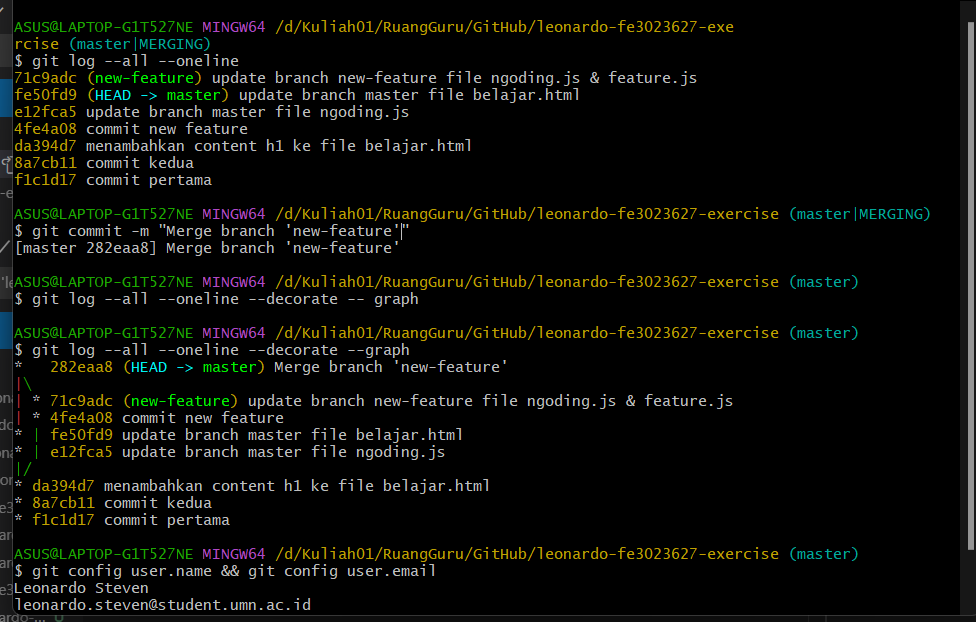 ASUS@LAPTOP-G1T527NE MINGW64 /d/Kuliah01/RuangGuru/GitHub/leonardo-fe3023627-exe
rcise (master|MERGING)
$ git log --all --oneline
71c9adc (new-feature) update branch new-feature file ngoding.js & feature.js
fe50fd9 (HEAD -> master) update branch master file belajar.html
e12fca5 update branch master file ngoding.js
4fe4a08 commit new feature
da394d7 menambahkan content h1 ke file belajar.html
8a7cb11 commit kedua
f1c1d17 commit pertama
ASUS@LAPTOP-G1T527NE MINGW64 /d/Kuliah01/RuangGuru/GitHub/leonardo-fe3023627-exercise (master|MERGING)
$ git commit -m "Merge branch 'new-feature'"
[master 282eaa8] Merge branch 'new-feature'
ASUS@LAPTOP-G1T527NE MINGW64 /d/Kuliah01/RuangGuru/GitHub/leonardo-fe3023627-exercise (master)
$ git log --all --oneline --decorate -- graph
ASUS@LAPTOP-G1T527NE MINGW64 /d/Kuliah01/RuangGuru/GitHub/leonardo-fe3023627-exercise (master)
$ git log --all --oneline --decorate --graph
*   282eaa8 (HEAD -> master) Merge branch 'new-feature'
|\
| * 71c9adc (new-feature) update branch new-feature file ngoding.js & feature.js
| * 4fe4a08 commit new feature
* | fe50fd9 update branch master file belajar.html
* | e12fca5 update branch master file ngoding.js
|/
* da394d7 menambahkan content h1 ke file belajar.html
* 8a7cb11 commit kedua
* f1c1d17 commit pertama
ASUS@LAPTOP-G1T527NE MINGW64 /d/Kuliah01/RuangGuru/GitHub/leonardo-fe3023627-exercise (master)
$ git config user.name && git config user.email
Leonardo Steven
leonardo.steven@student.umn.ac.id